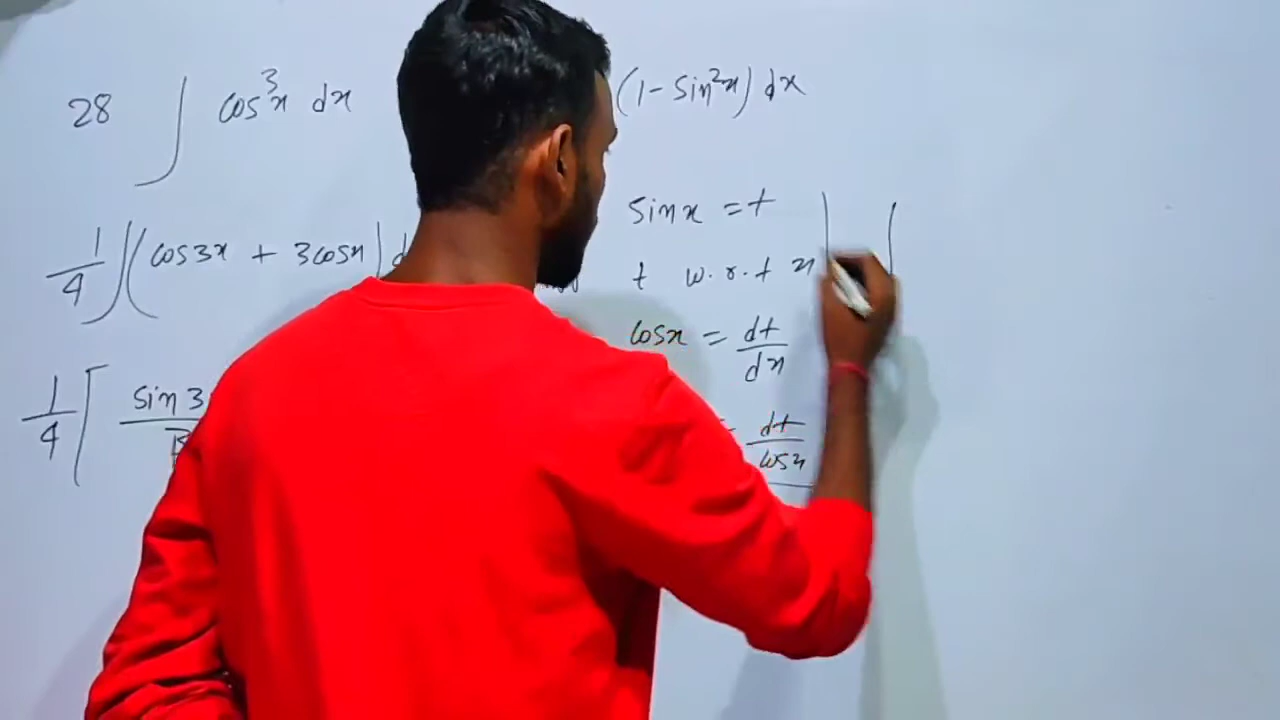 28 ∫ cos³x dx (1 - sin²x) dx
sinx = t
1/4 ∫(cos3x + 3cosx)
t w.r.t x
cosx = dt/dx
1/4 [ sin3
dt/cosx